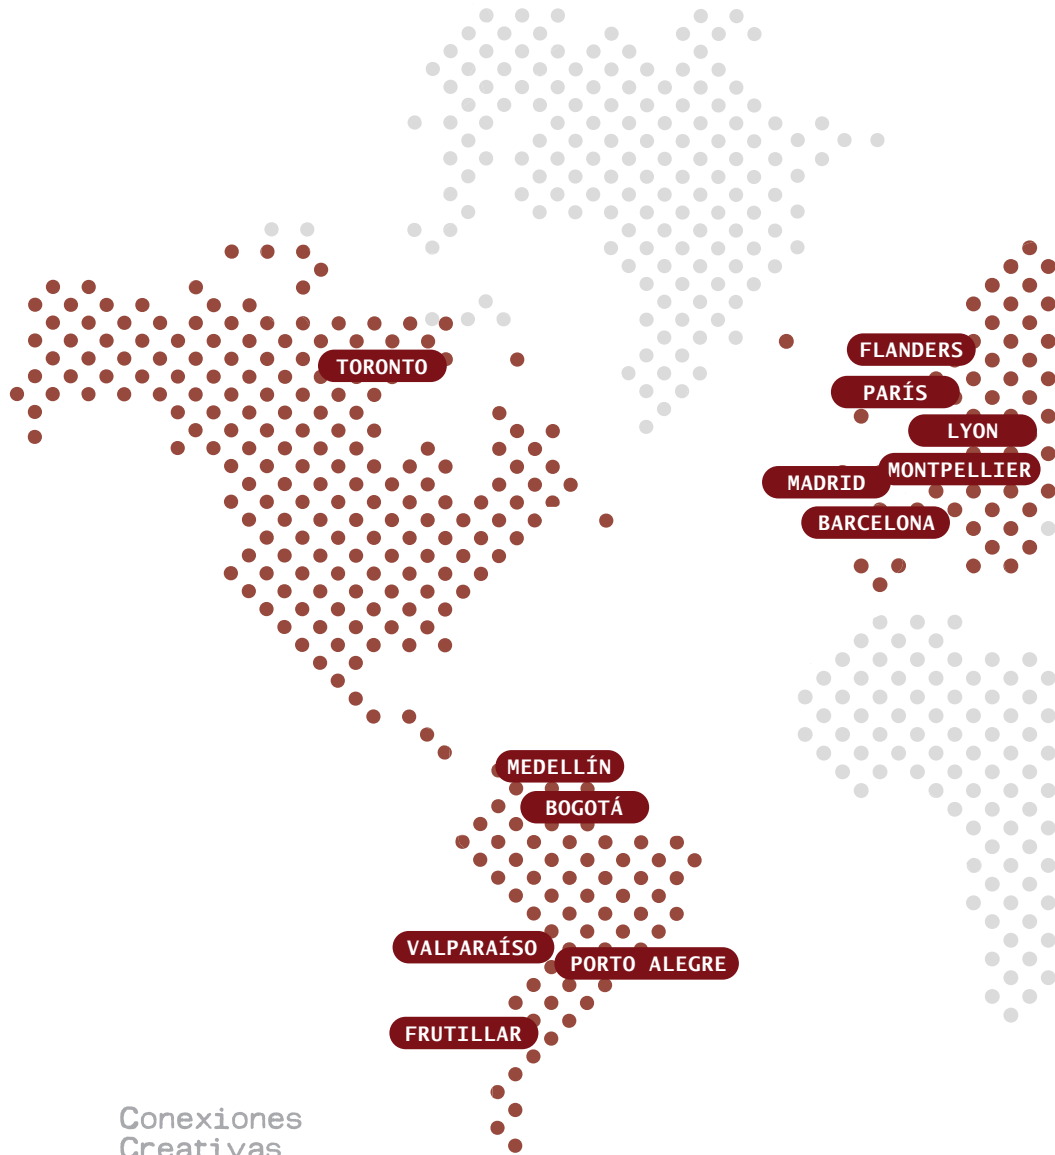 FLANDERS
TORONTO
PARÍS
LYON
MONTPELLIER
MADRID
BARCELONA
MEDELLÍN
BOGOTÁ
VALPARAÍSO
PORTO ALEGRE
FRUTILLAR
Conexiones
Creativas